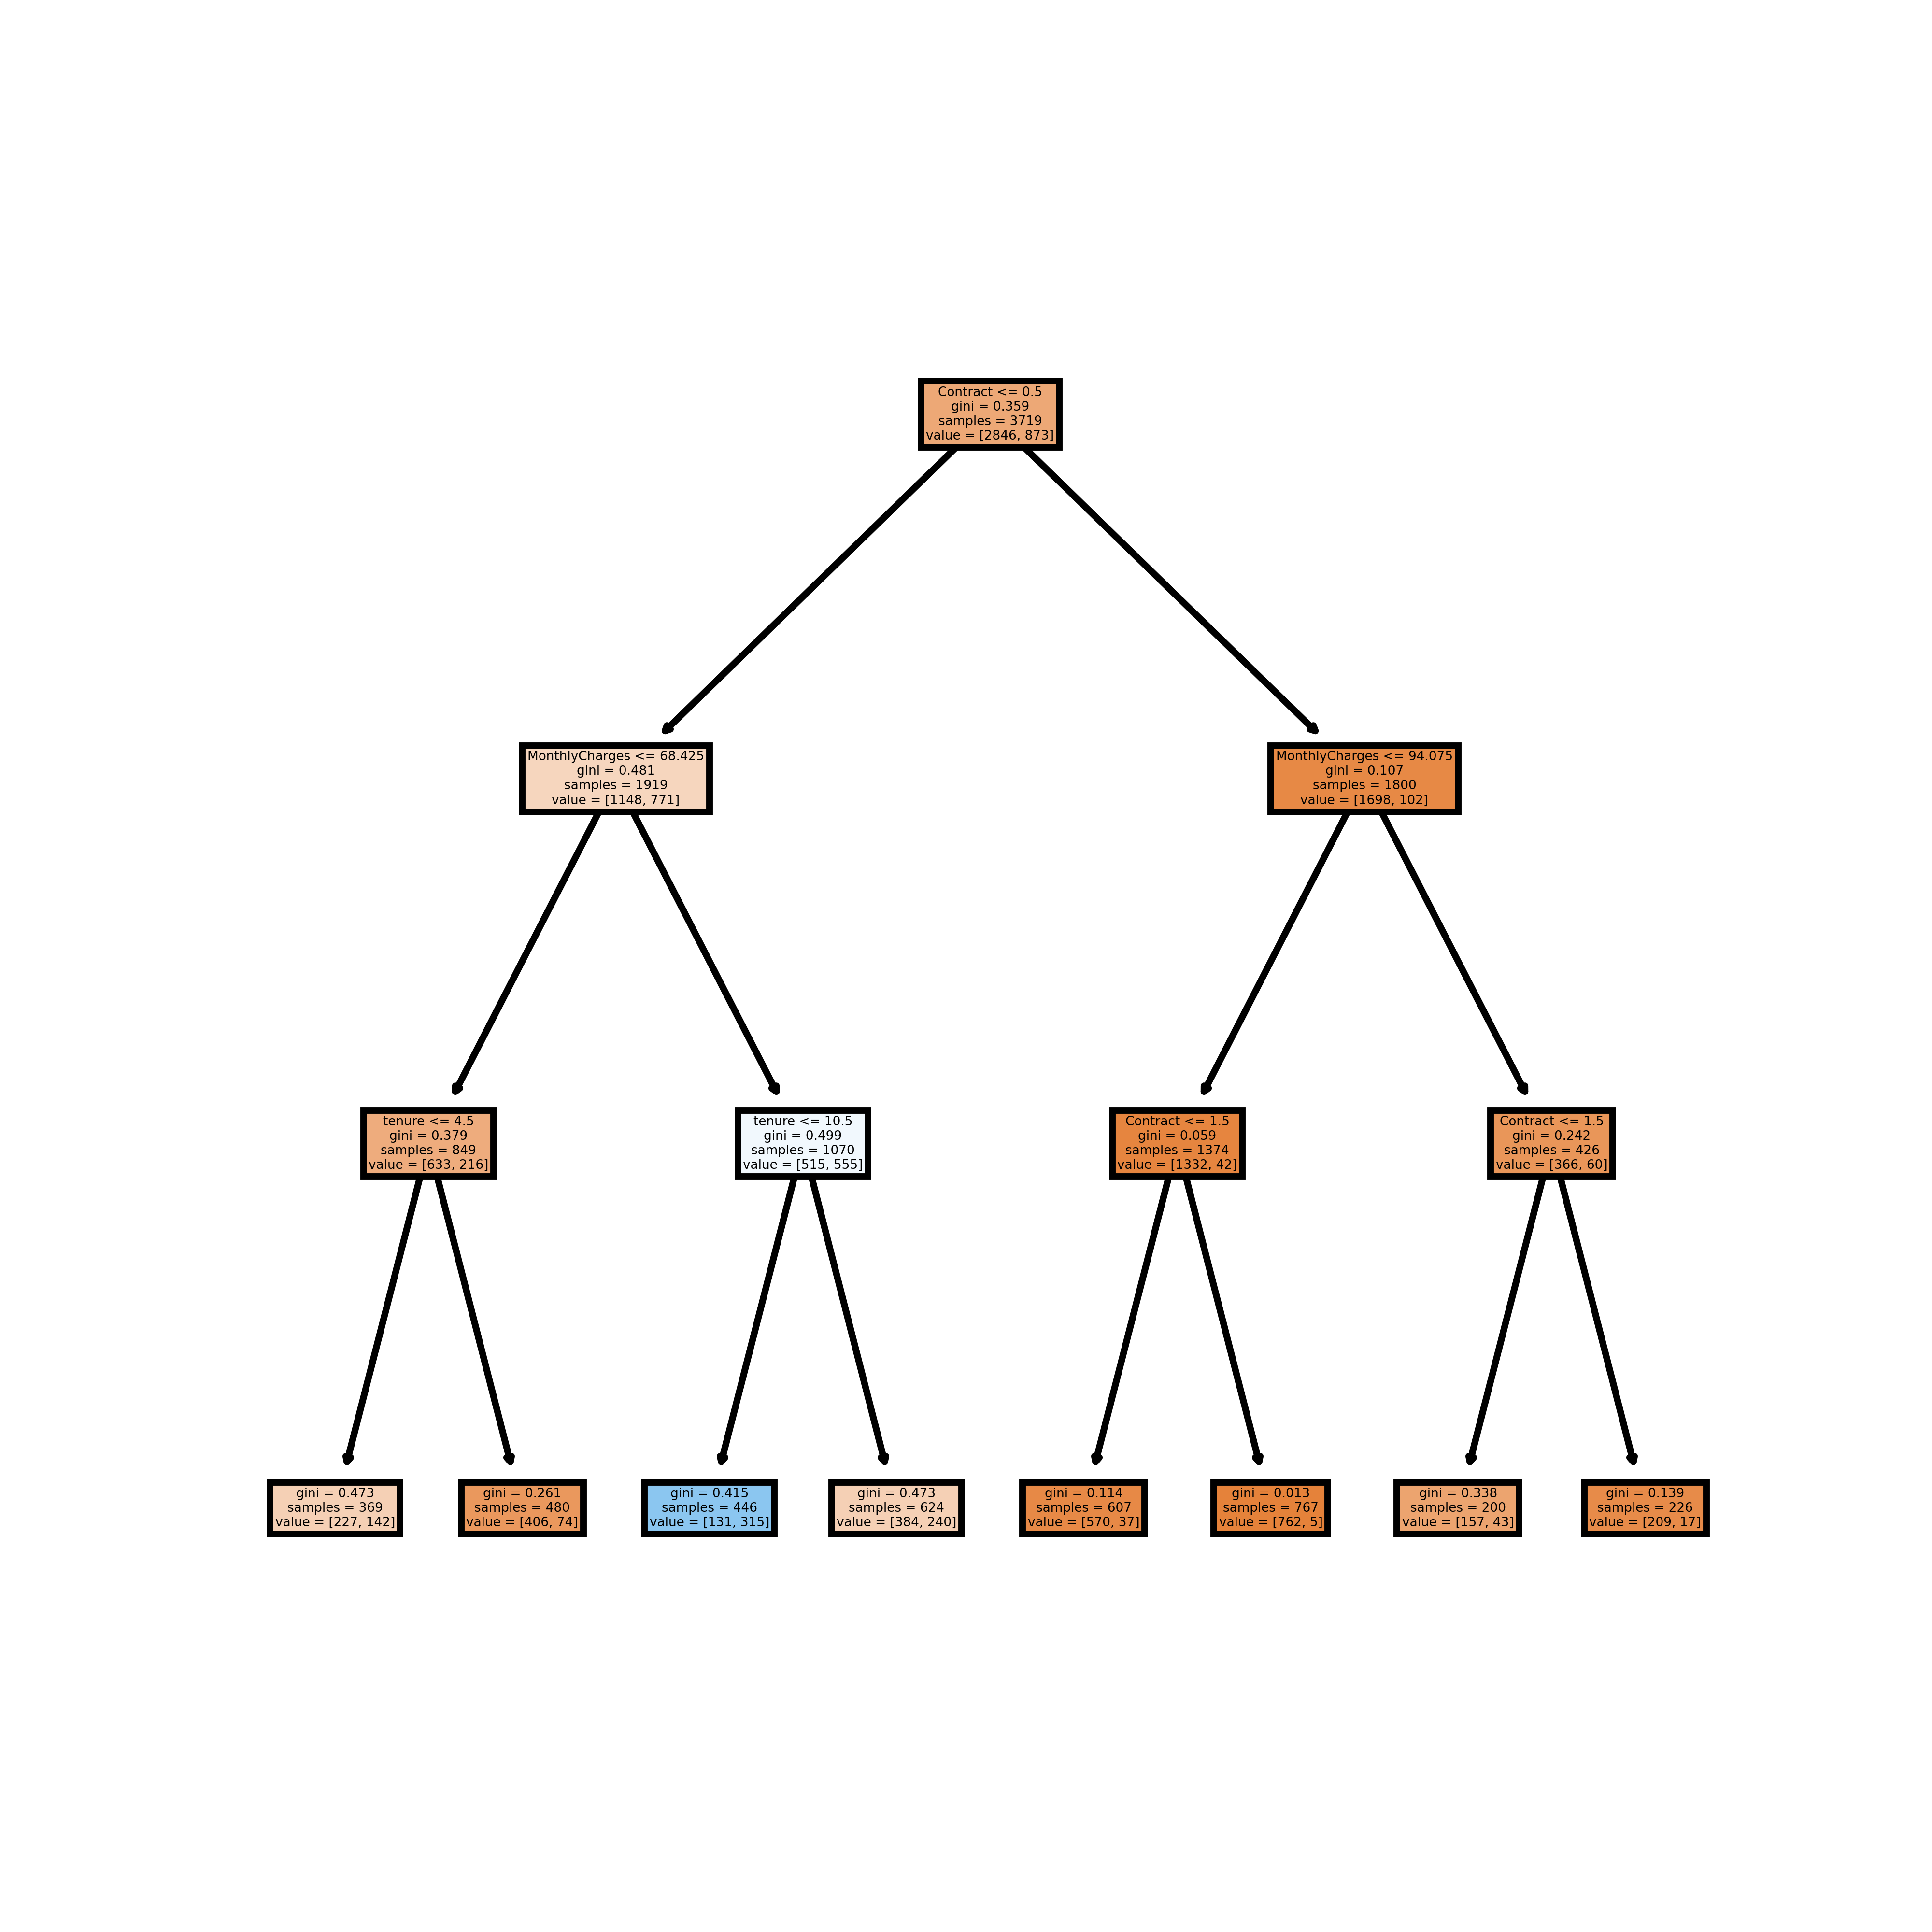 Contract <= 0.5
gini = 0.359
samples = 3719
value = [2846, 873]
MonthlyCharges <= 68.425
gini = 0.481
samples = 1919
value = [1148, 771]
MonthlyCharges <= 94.075
gini = 0.107
samples = 1800
value = [1698, 102]
tenure <= 4.5
gini = 0.379
samples = 849
value = [633, 216]
tenure <= 10.5
gini = 0.499
samples = 1070
value = [515, 555]
Contract <= 1.5
gini = 0.059
samples = 1374
value = [1332, 42]
Contract <= 1.5
gini = 0.242
samples = 426
value = [366, 60]
gini = 0.473
samples = 369
value = [227, 142]
gini = 0.261
samples = 480
value = [406, 74]
gini = 0.415
samples = 446
value = [131, 315]
gini = 0.473
samples = 624
value = [384, 240]
gini = 0.114
samples = 607
value = [570, 37]
gini = 0.013
samples = 767
value = [762, 5]
gini = 0.338
samples = 200
value = [157, 43]
gini = 0.139
samples = 226
value = [209, 17]